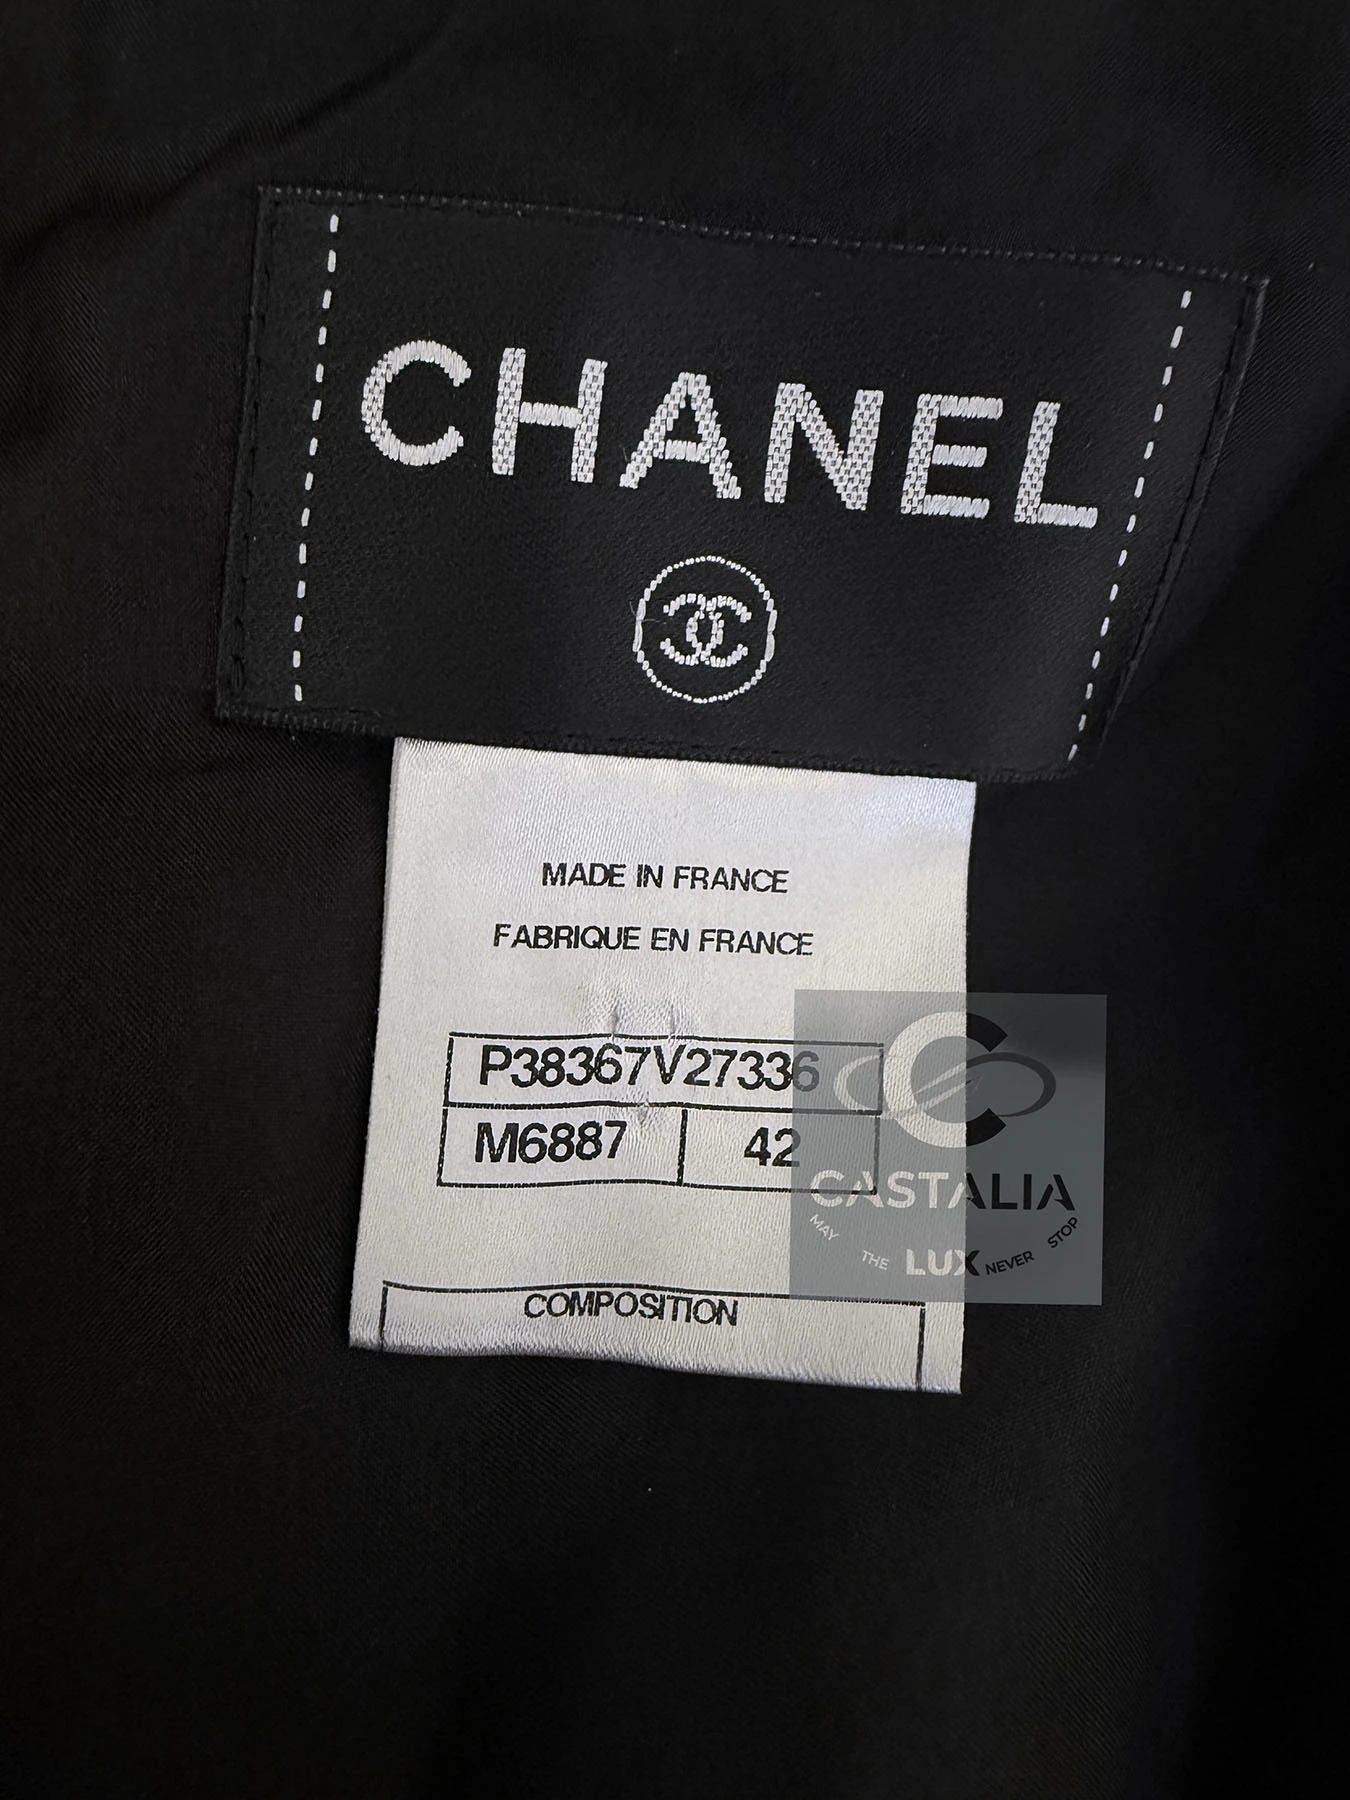 CHANEL
MADE IN FRANCE
FABRIQUE EN FRANCE
P38367V27336
M6887 42
CASTALIA
MAY THE LUX NEVER STOP
COMPOSITION